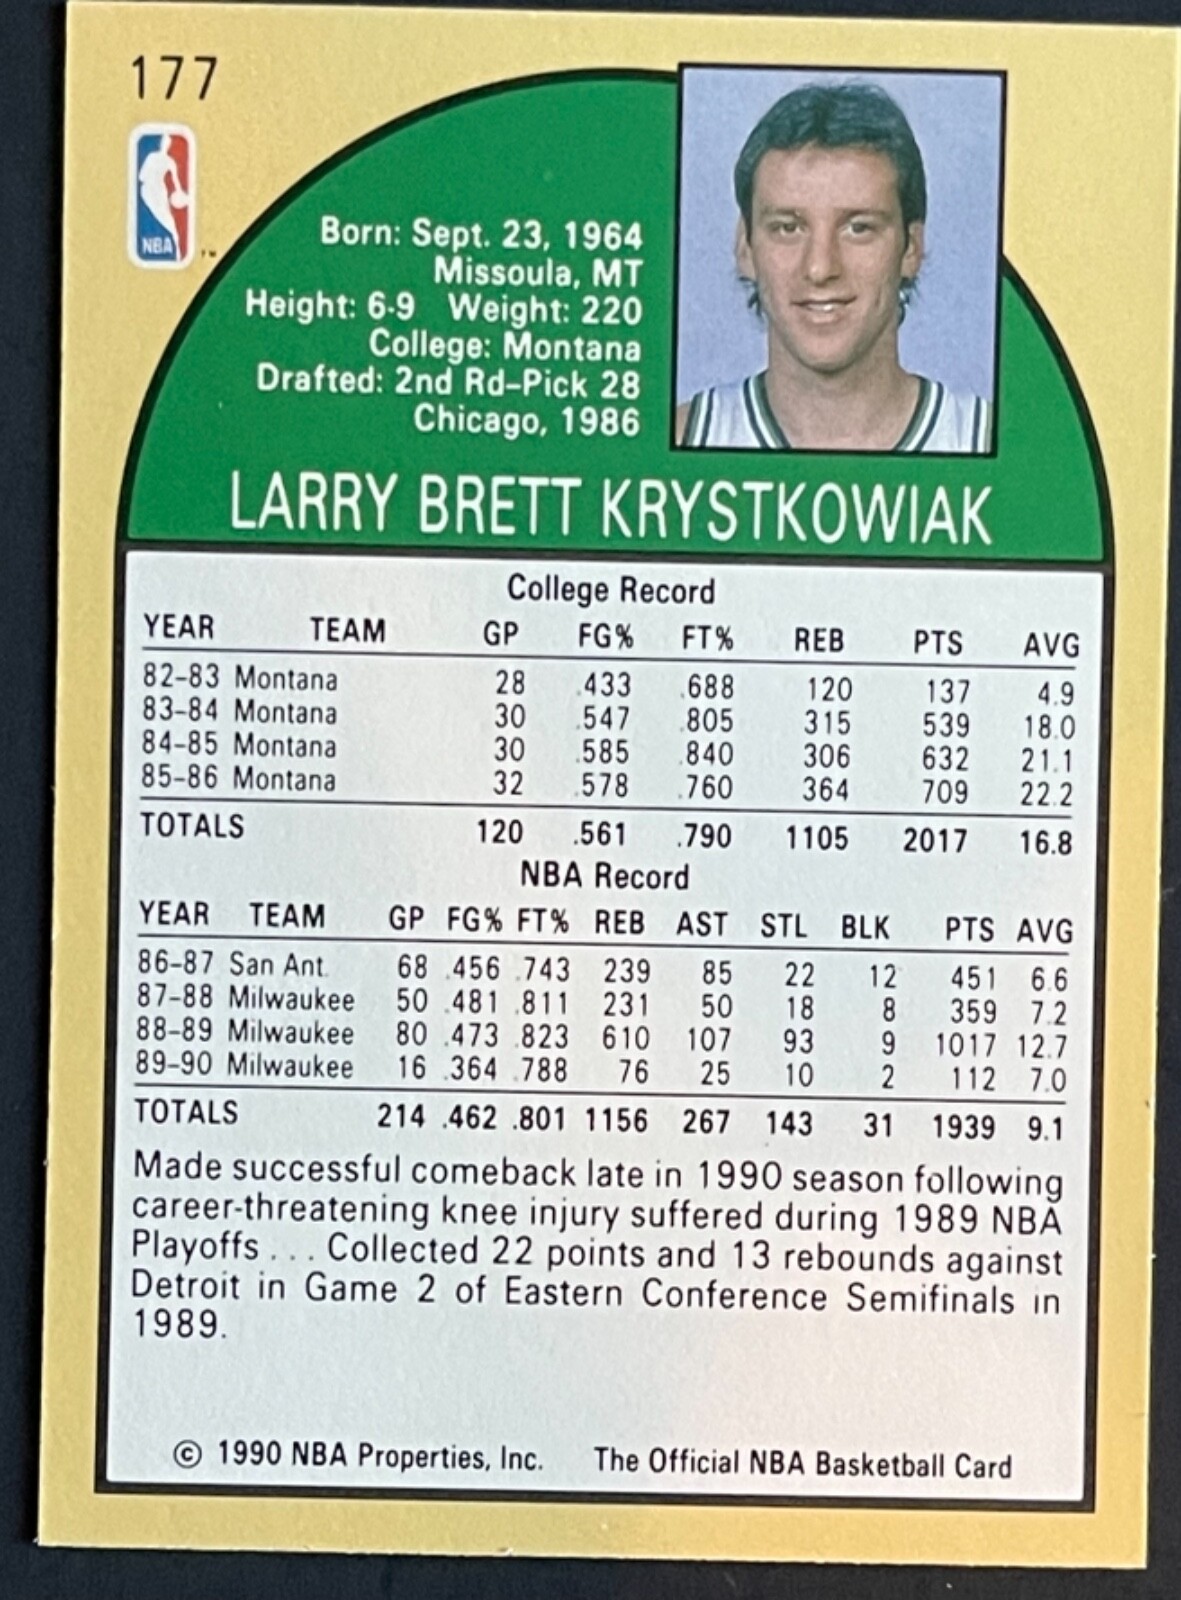 177
NBA
™
Born: Sept. 23, 1964
Missoula, MT
Height: 6-9 Weight: 220
College: Montana
Drafted: 2nd Rd-Pick 28
Chicago, 1986
LARRY BRETT KRYSTKOWIAK
College Record
YEAR TEAM GP FG% FT% REB PTS AVG
82-83 Montana 28 .433 .688 120 137 4.9
83-84 Montana 30 .547 .805 315 539 18.0
84-85 Montana 30 .585 .840 306 632 21.1
85-86 Montana 32 .578 .760 364 709 22.2
TOTALS 120 .561 .790 1105 2017 16.8
NBA Record
YEAR TEAM GP FG% FT% REB AST STL BLK PTS AVG
86-87 San Ant. 68 .456 .743 239 85 22 12 451 6.6
87-88 Milwaukee 50 .481 .811 231 50 18 8 359 7.2
88-89 Milwaukee 80 .473 .823 610 107 93 9 1017 12.7
89-90 Milwaukee 16 .364 .788 76 25 10 2 112 7.0
TOTALS 214 .462 .801 1156 267 143 31 1939 9.1
Made successful comeback late in 1990 season following
career-threatening knee injury suffered during 1989 NBA
Playoffs . . . Collected 22 points and 13 rebounds against
Detroit in Game 2 of Eastern Conference Semifinals in
1989.
© 1990 NBA Properties, Inc. The Official NBA Basketball Card